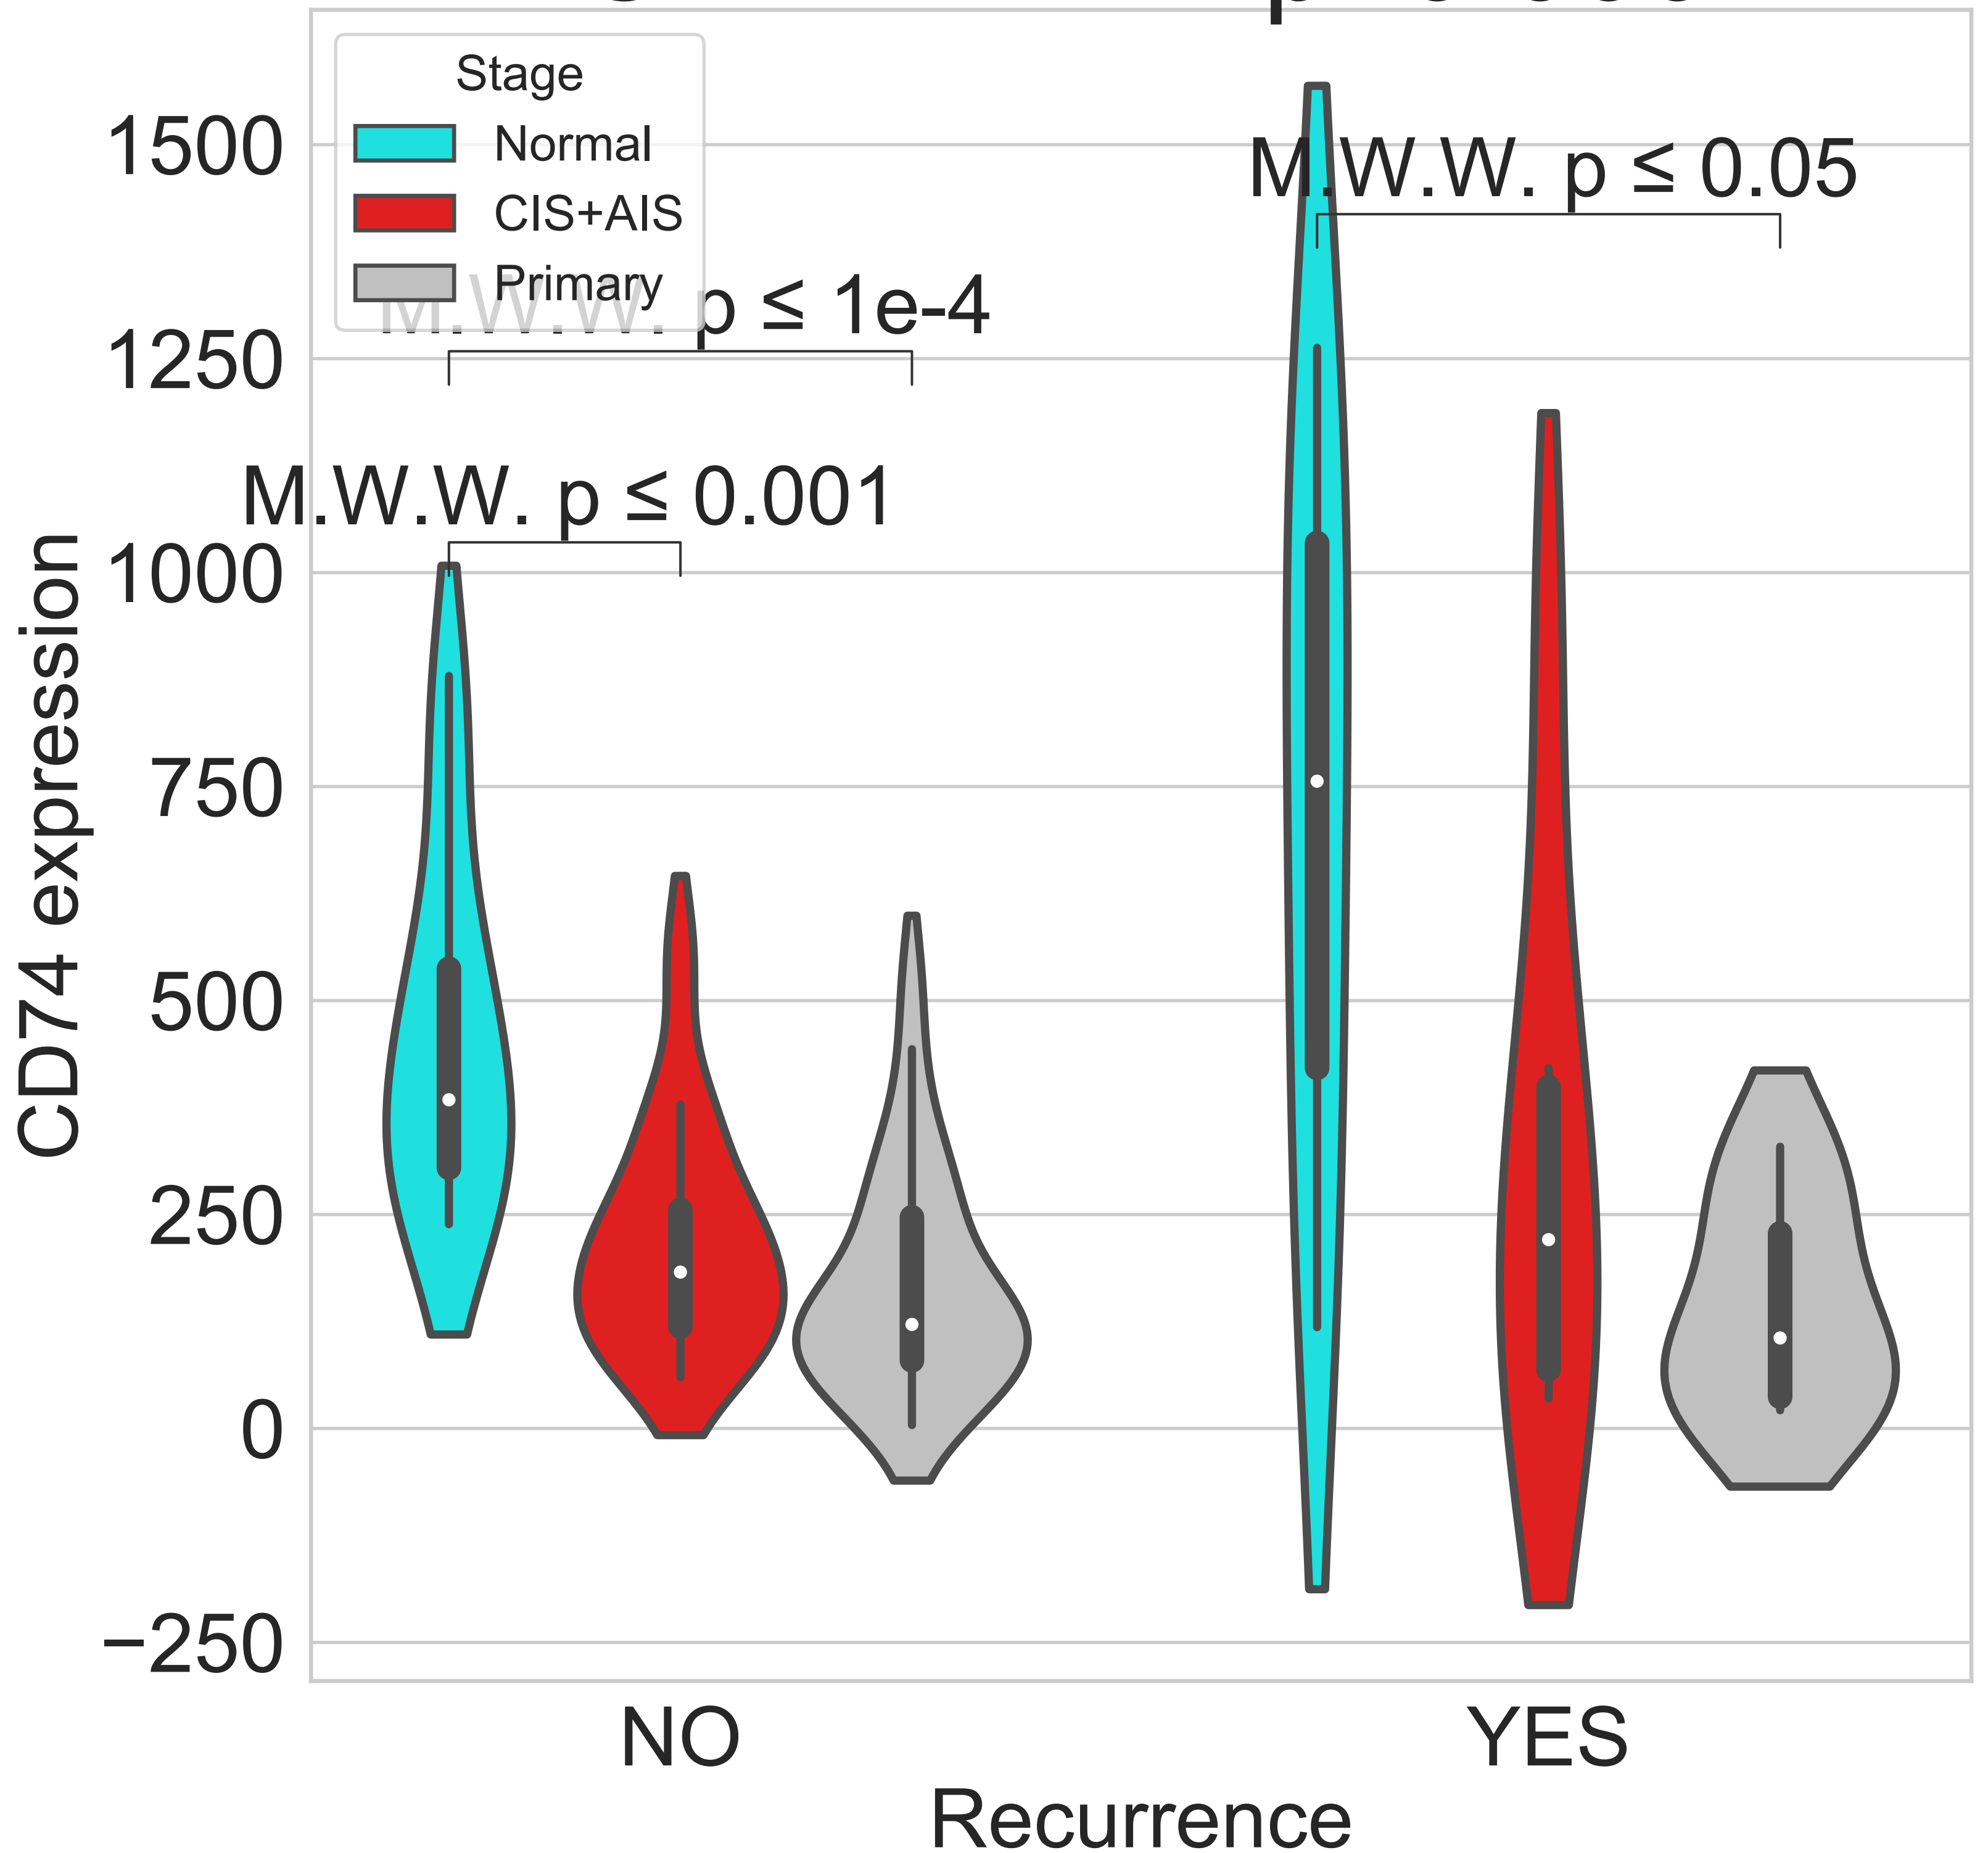 Stage
Normal
CIS+AIS
Primary
M.W.W. p ≤ 0.05
M.W.W. p ≤ 1e-4
M.W.W. p ≤ 0.001
1500
1250
1000
750
500
250
0
−250
CD74 expression
NO
YES
Recurrence